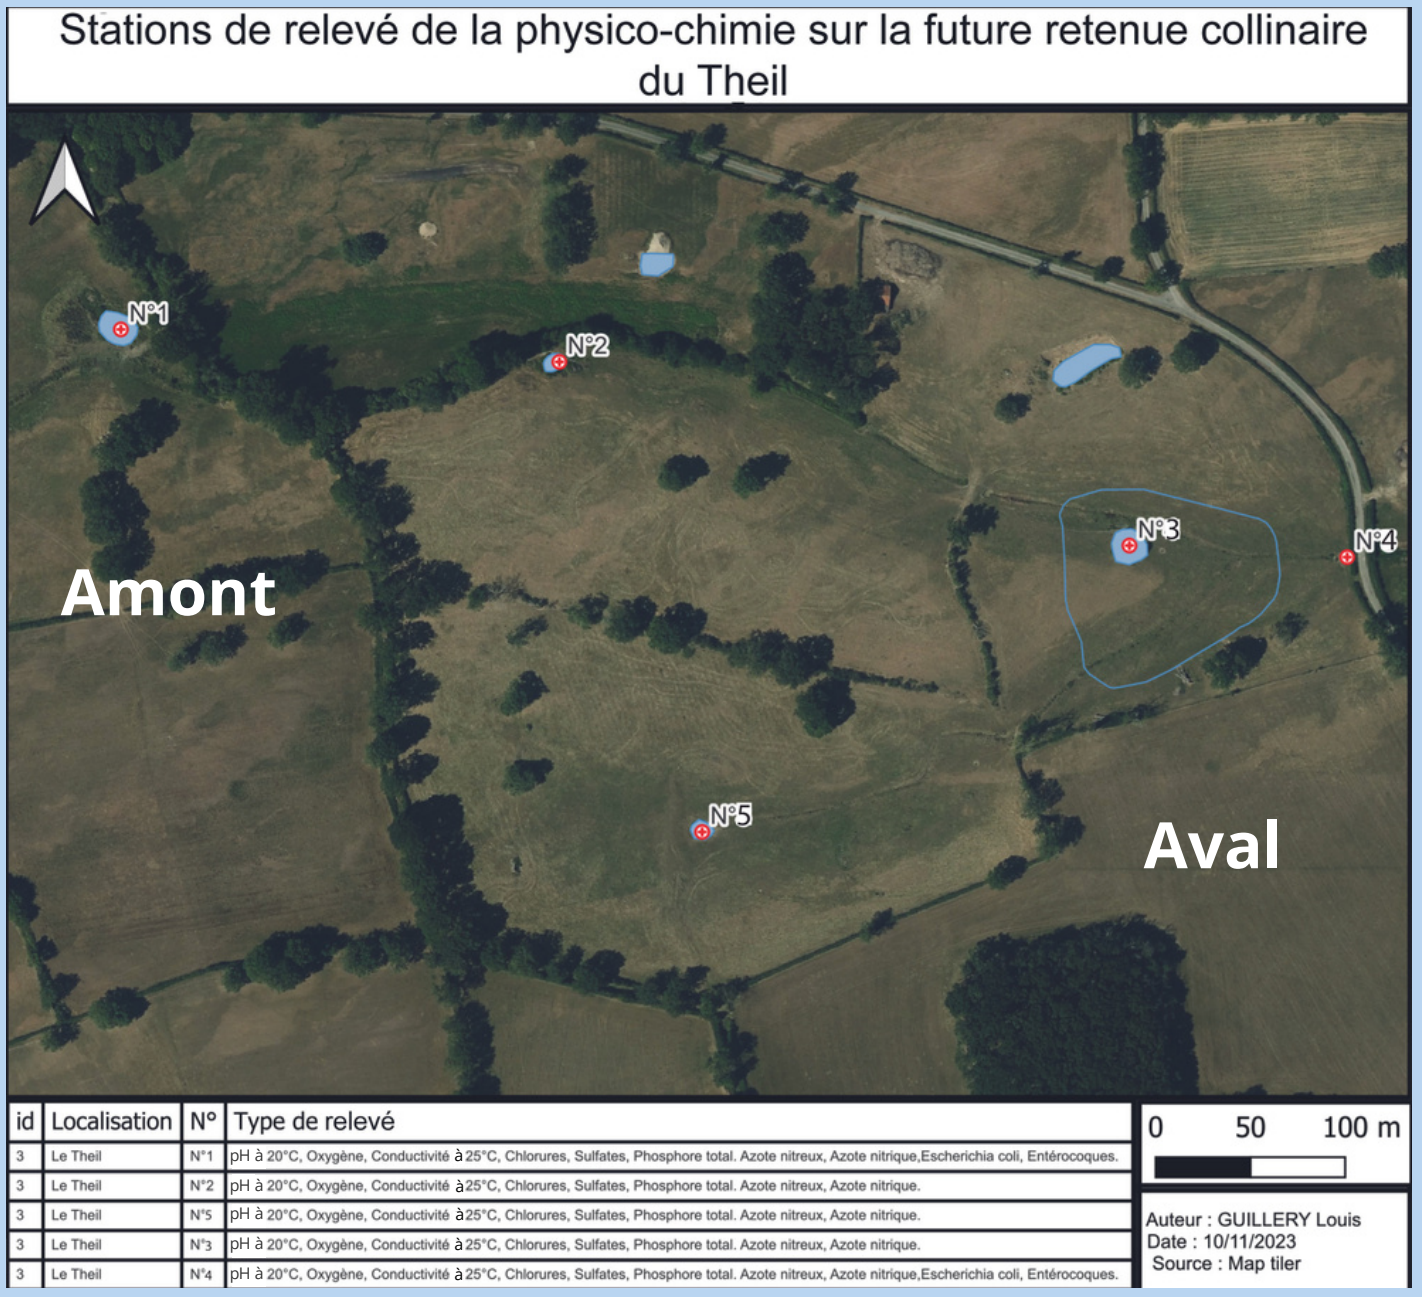 Stations de relevé de la physico-chimie sur la future retenue collinaire
du Theil
N°1
N°2
N°3
N°4
Amont
N°5
Aval
id Localisation N° Type de relevé
3 Le Theil N°1 pH à 20°C, Oxygène, Conductivité à 25°C, Chlorures, Sulfates, Phosphore total. Azote nitreux, Azote nitrique,Escherichia coli, Entérocoques.
3 Le Theil N°2 pH à 20°C, Oxygène, Conductivité à 25°C, Chlorures, Sulfates, Phosphore total. Azote nitreux, Azote nitrique.
3 Le Theil N°5 pH à 20°C, Oxygène, Conductivité à 25°C, Chlorures, Sulfates, Phosphore total. Azote nitreux, Azote nitrique.
3 Le Theil N°3 pH à 20°C, Oxygène, Conductivité à 25°C, Chlorures, Sulfates, Phosphore total. Azote nitreux, Azote nitrique.
3 Le Theil N°4 pH à 20°C, Oxygène, Conductivité à 25°C, Chlorures, Sulfates, Phosphore total. Azote nitreux, Azote nitrique,Escherichia coli, Entérocoques.
0 50 100 m
Auteur : GUILLERY Louis
Date : 10/11/2023
Source : Map tiler